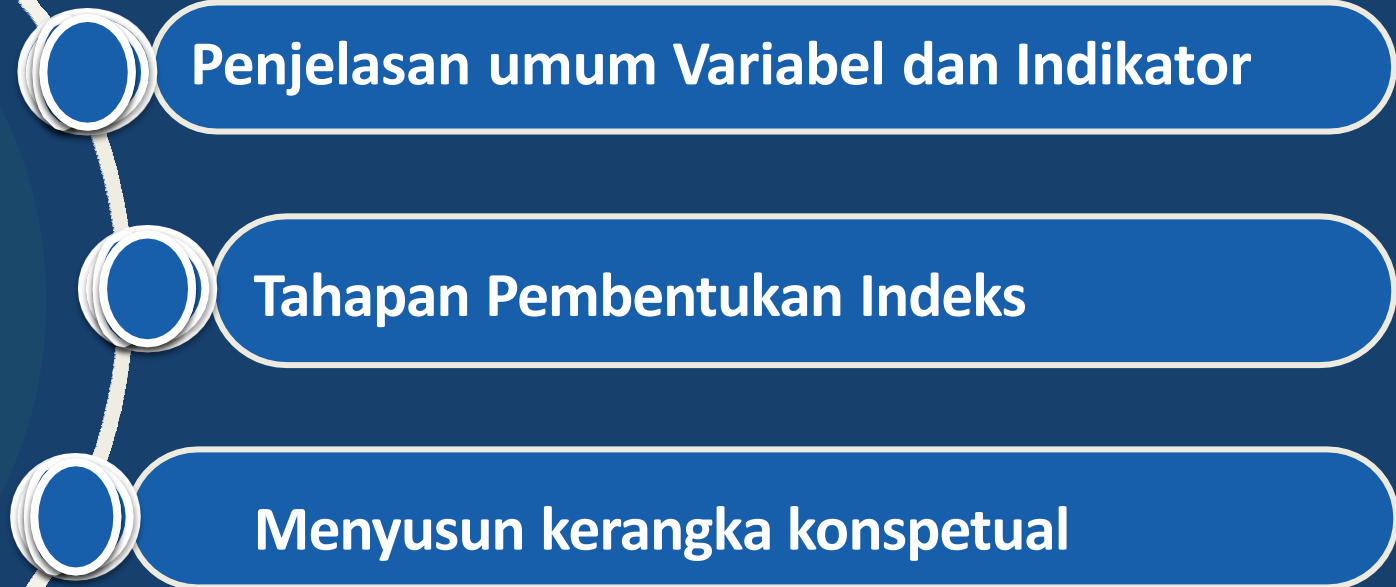 Penjelasan umum Variabel dan Indikator
Tahapan Pembentukan Indeks
Menyusun kerangka konspetual